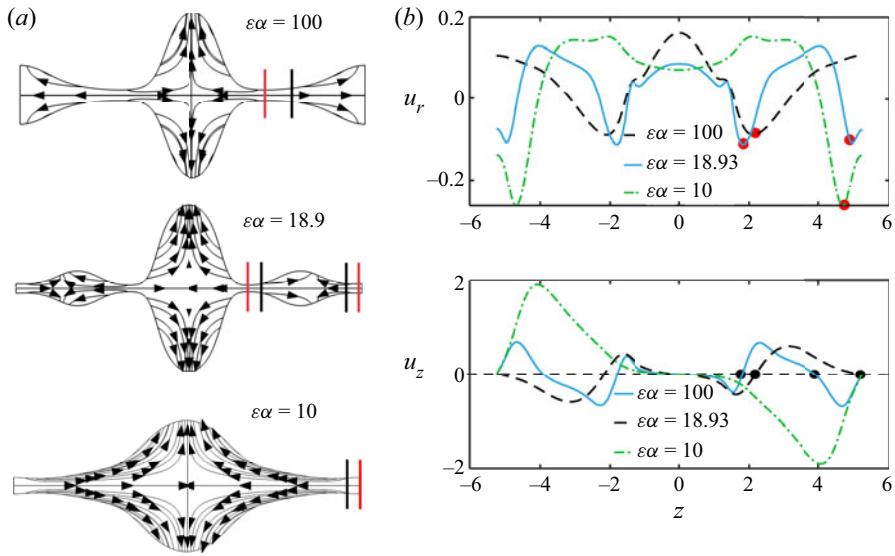 (a)
εα = 100
εα = 18.9
εα = 10
(b)
0.2
0
–0.2
u_r
εα = 100
εα = 18.93
εα = 10
–6 –4 –2 0 2 4 6
2
0
–2
u_z
εα = 100
εα = 18.93
εα = 10
–6 –4 –2 0 2 4 6
z